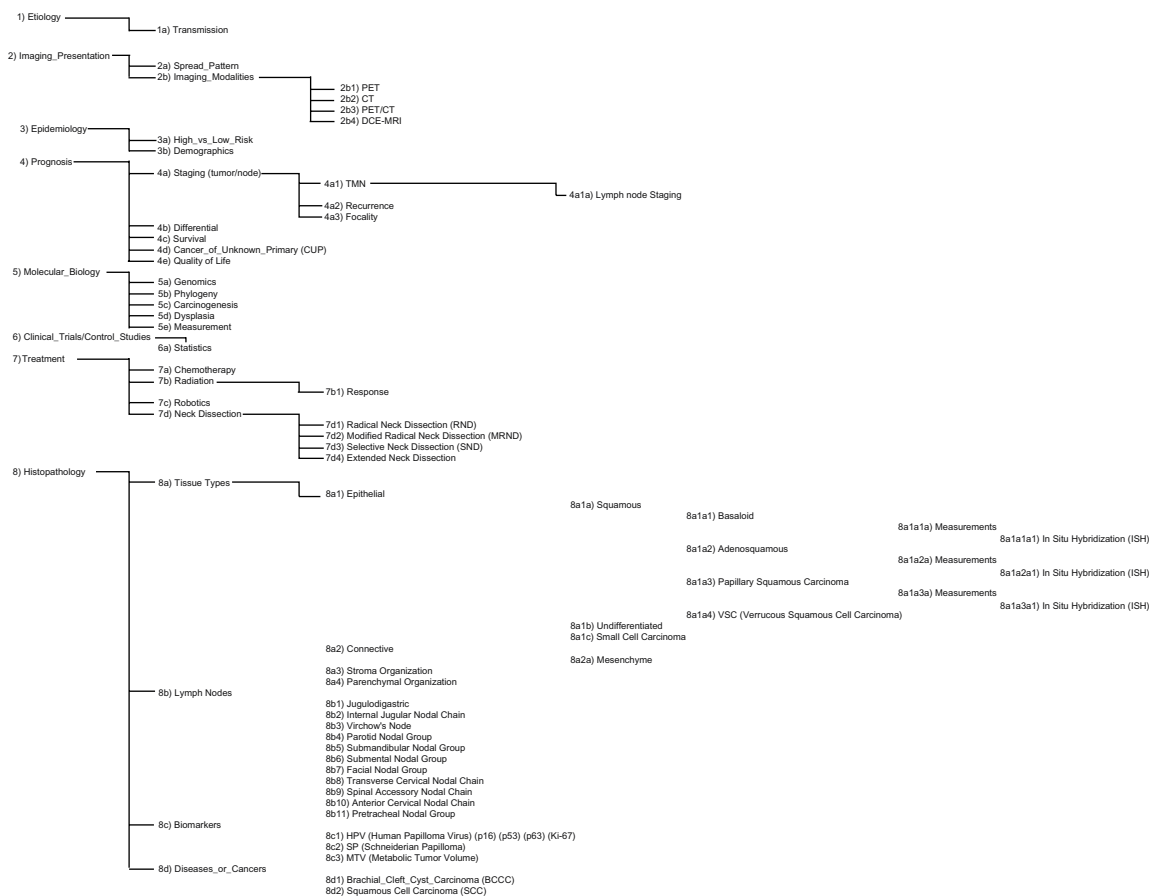 1) Etiology
1a) Transmission
2) Imaging_Presentation
2a) Spread_Pattern
2b) Imaging_Modalities
2b1) PET
2b2) CT
2b3) PET/CT
2b4) DCE-MRI
3) Epidemiology
3a) High_vs_Low_Risk
3b) Demographics
4) Prognosis
4a) Staging (tumor/node)
4a1) TMN
4a1a) Lymph node Staging
4a2) Recurrence
4a3) Focality
4b) Differential
4c) Survival
4d) Cancer_of_Unknown_Primary (CUP)
4e) Quality of Life
5) Molecular_Biology
5a) Genomics
5b) Phylogeny
5c) Carcinogenesis
5d) Dysplasia
5e) Measurement
6) Clinical_Trials/Control_Studies
6a) Statistics
7)Treatment
7a) Chemotherapy
7b) Radiation
7b1) Response
7c) Robotics
7d) Neck Dissection
7d1) Radical Neck Dissection (RND)
7d2) Modified Radical Neck Dissection (MRND)
7d3) Selective Neck Dissection (SND)
7d4) Extended Neck Dissection
8) Histopathology
8a) Tissue Types
8a1) Epithelial
8a1a) Squamous
8a1a1) Basaloid
8a1a1a) Measurements
8a1a1a1) In Situ Hybridization (ISH)
8a1a2) Adenosquamous
8a1a2a) Measurements
8a1a2a1) In Situ Hybridization (ISH)
8a1a3) Papillary Squamous Carcinoma
8a1a3a) Measurements
8a1a3a1) In Situ Hybridization (ISH)
8a1a4) VSC (Verrucous Squamous Cell Carcinoma)
8a1b) Undifferentiated
8a1c) Small Cell Carcinoma
8a2) Connective
8a2a) Mesenchyme
8a3) Stroma Organization
8a4) Parenchymal Organization
8b) Lymph Nodes
8b1) Jugulodigastric
8b2) Internal Jugular Nodal Chain
8b3) Virchow's Node
8b4) Parotid Nodal Group
8b5) Submandibular Nodal Group
8b6) Submental Nodal Group
8b7) Facial Nodal Group
8b8) Transverse Cervical Nodal Chain
8b9) Spinal Accessory Nodal Chain
8b10) Anterior Cervical Nodal Chain
8b11) Pretracheal Nodal Group
8c) Biomarkers
8c1) HPV (Human Papilloma Virus) (p16) (p53) (p63) (Ki-67)
8c2) SP (Schneiderian Papilloma)
8c3) MTV (Metabolic Tumor Volume)
8d) Diseases_or_Cancers
8d1) Brachial_Cleft_Cyst_Carcinoma (BCCC)
8d2) Squamous Cell Carcinoma (SCC)